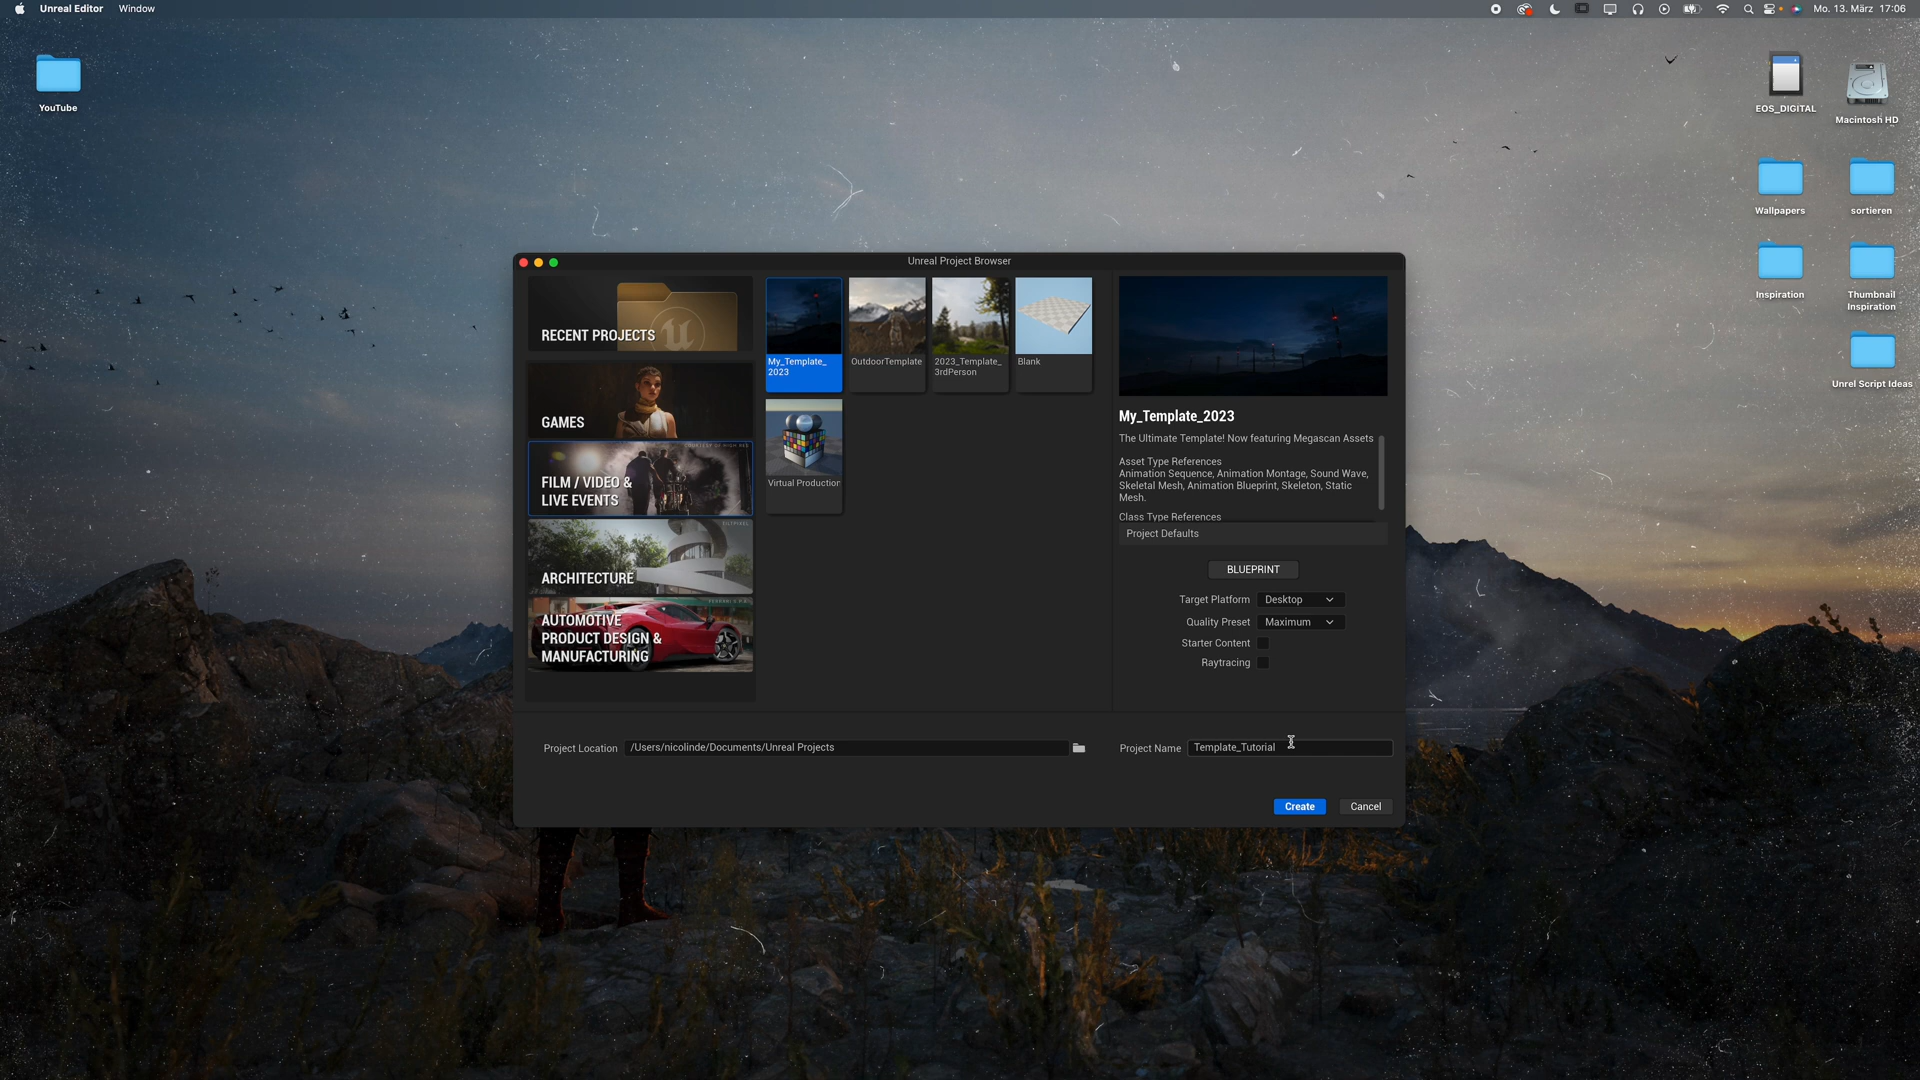 Unreal Editor
Window
Mo. 13. März 17:06
YouTube
EOS_DIGITAL
Macintosh HD
Wallpapers
sortieren
Inspiration
Thumbnail
Inspiration
Unrel Script Ideas
Unreal Project Browser
RECENT PROJECTS
GAMES
FILM / VIDEO &
LIVE EVENTS
ARCHITECTURE
AUTOMOTIVE
PRODUCT DESIGN &
MANUFACTURING
My_Template_
2023
OutdoorTemplate
2023_Template_
3rdPerson
Blank
Virtual Production
My_Template_2023
The Ultimate Template! Now featuring Megascan Assets
Asset Type References
Animation Sequence, Animation Montage, Sound Wave,
Skeletal Mesh, Animation Blueprint, Skeleton, Static
Mesh.
Class Type References
Project Defaults
BLUEPRINT
Target Platform Desktop
Quality Preset Maximum
Starter Content
Raytracing
Project Location /Users/nicolinde/Documents/Unreal Projects
Project Name Template_Tutorial
Create
Cancel